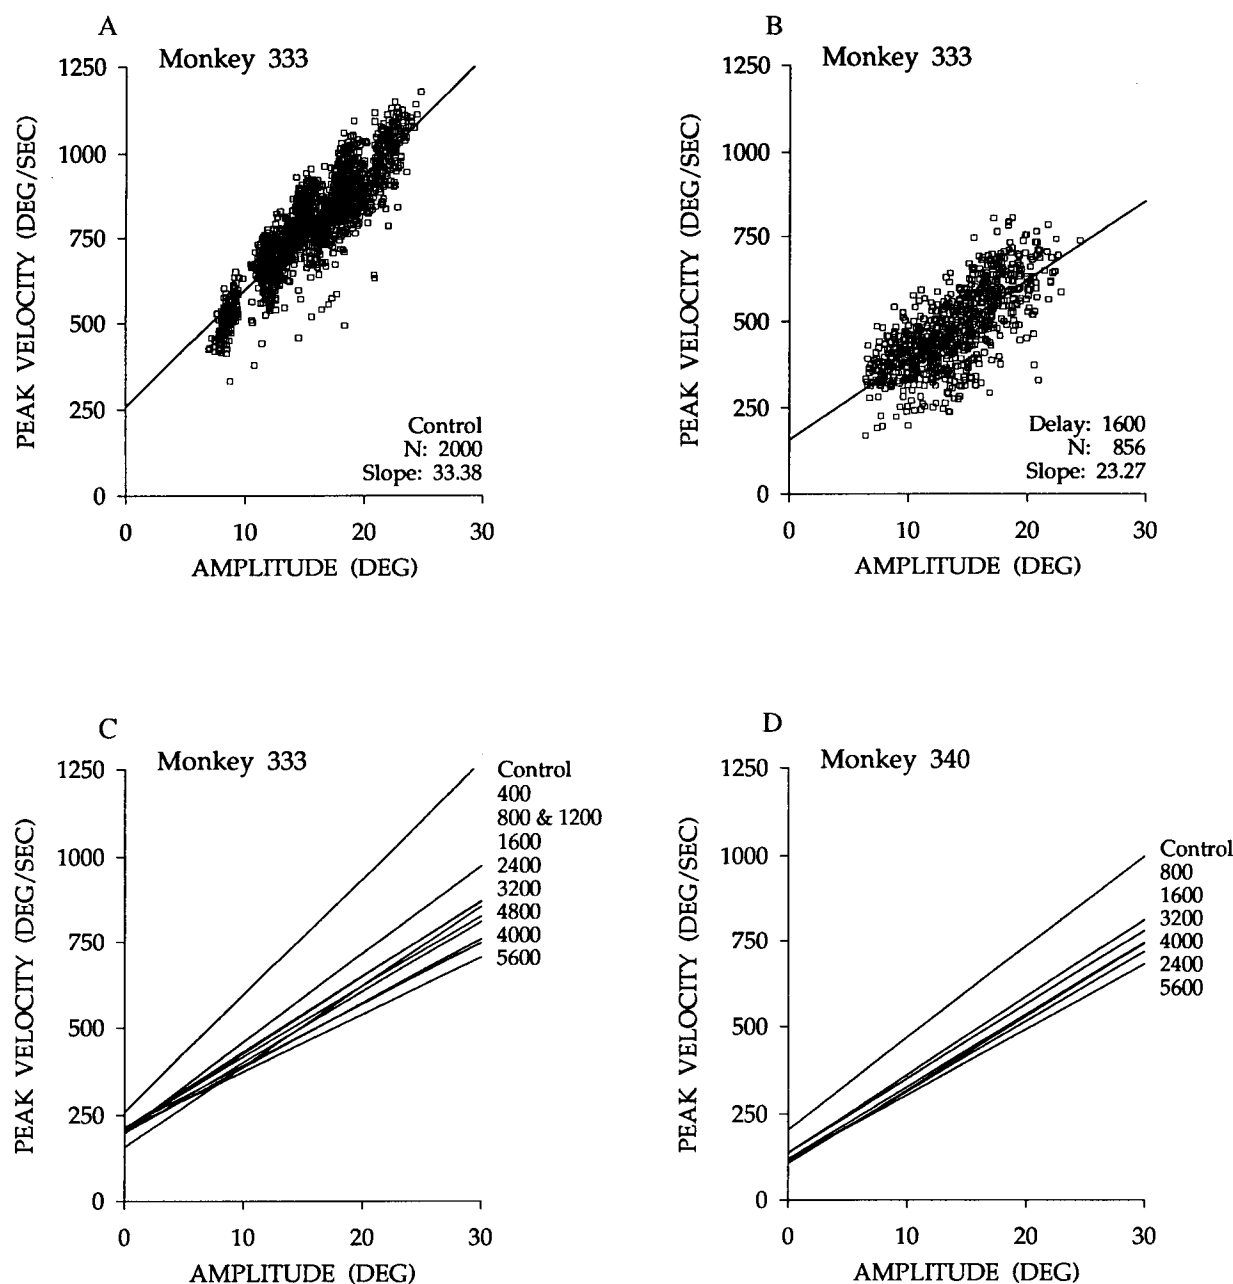 A
Monkey 333
PEAK VELOCITY (DEG/SEC)
1250
1000
750
500
250
0
Control
N: 2000
Slope: 33.38
0 10 20 30
AMPLITUDE (DEG)
B
Monkey 333
PEAK VELOCITY (DEG/SEC)
1250
1000
750
500
250
0
Delay: 1600
N: 856
Slope: 23.27
0 10 20 30
AMPLITUDE (DEG)
C
Monkey 333
PEAK VELOCITY (DEG/SEC)
1250
1000
750
500
250
0
Control
400
800 & 1200
1600
2400
3200
4800
4000
5600
0 10 20 30
AMPLITUDE (DEG)
D
Monkey 340
PEAK VELOCITY (DEG/SEC)
1250
1000
750
500
250
0
Control
800
1600
3200
4000
2400
5600
0 10 20 30
AMPLITUDE (DEG)